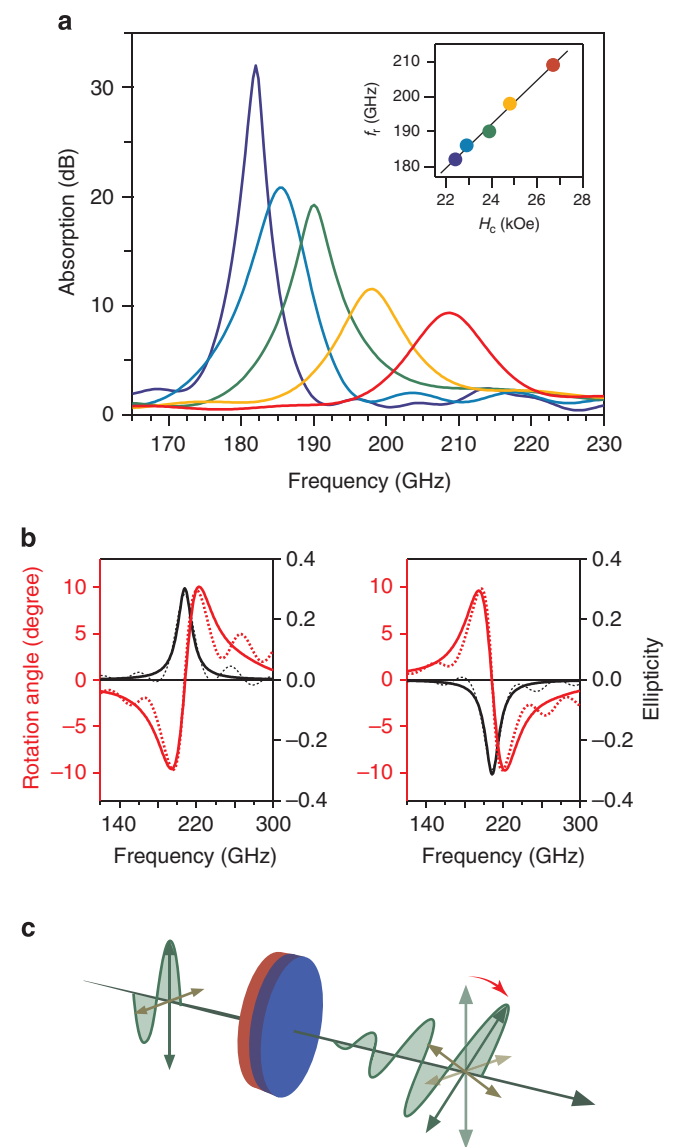 a
Absorption (dB)
30
20
10
0
170 180 190 200 210 220 230
Frequency (GHz)
fr (GHz)
210
200
190
180
22 24 26 28
Hc (kOe)
b
Rotation angle (degree)
10
5
0
−5
−10
0.4
0.2
0.0
−0.2
−0.4
140 220 300
Frequency (GHz)
10
5
0
−5
−10
0.4
0.2
0.0
−0.2
−0.4
Ellipticity
140 220 300
Frequency (GHz)
c